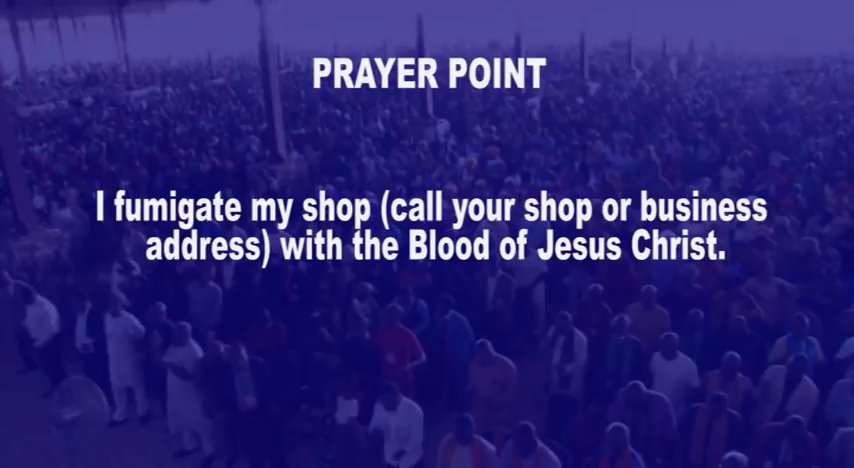 PRAYER POINT
I fumigate my shop (call your shop or business
address) with the Blood of Jesus Christ.